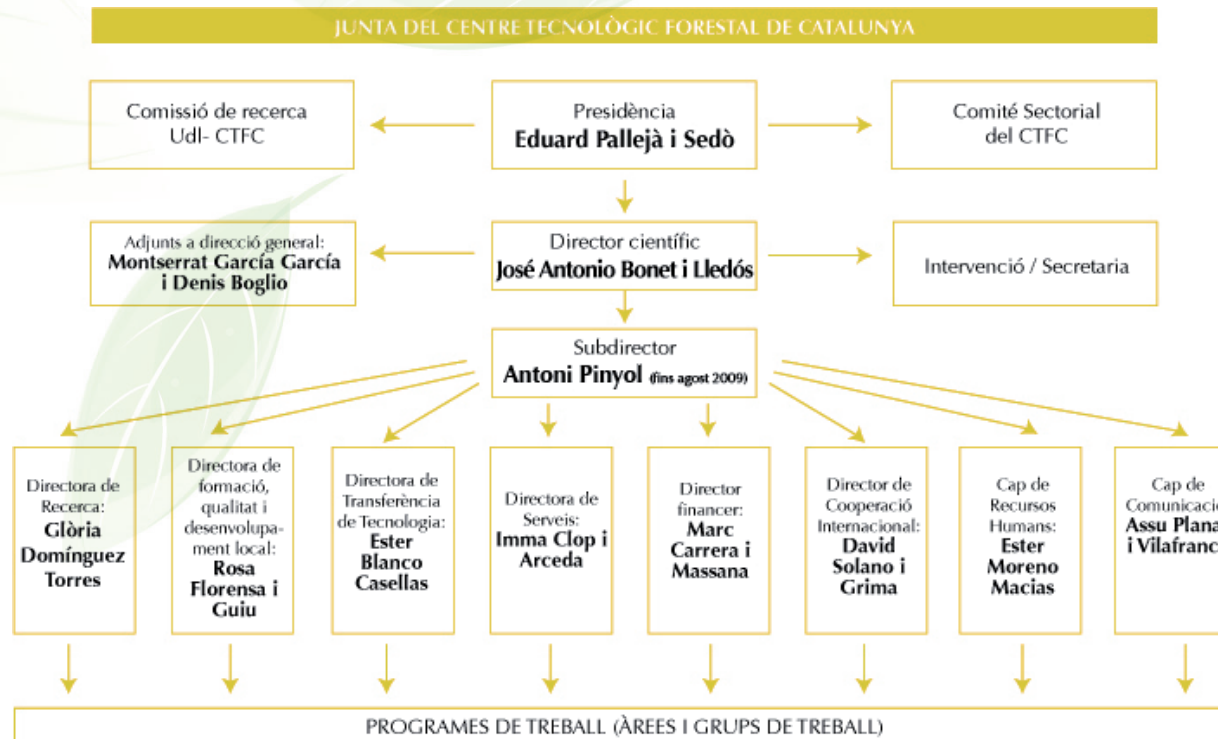 JUNTA DEL CENTRE TECNOLÒGIC FORESTAL DE CATALUNYA
Comissió de recerca
Udl- CTFC
Presidència
Eduard Pallejà i Sedò
Comité Sectorial
del CTFC
Adjunts a direcció general:
Montserrat García García
i Denis Boglio
Director científic
José Antonio Bonet i Lledós
Intervenció / Secretaria
Subdirector
Antoni Pinyol (fins agost 2009)
Directora de
Recerca:
Glòria
Domínguez
Torres
Directora de
formació,
qualitat i
desenvolupa-
ment local:
Rosa
Florensa i
Guiu
Directora de
Transferència
de Tecnologia:
Ester
Blanco
Casellas
Directora de
Serveis:
Imma Clop i
Arceda
Director
financer:
Marc
Carrera i
Massana
Director de
Cooperació
Internacional:
David
Solano i
Grima
Cap de
Recursos
Humans:
Ester
Moreno
Macias
Cap de
Assu
i
PROGRAMES DE TREBALL (ÀREES I GRUPS DE TREBALL)